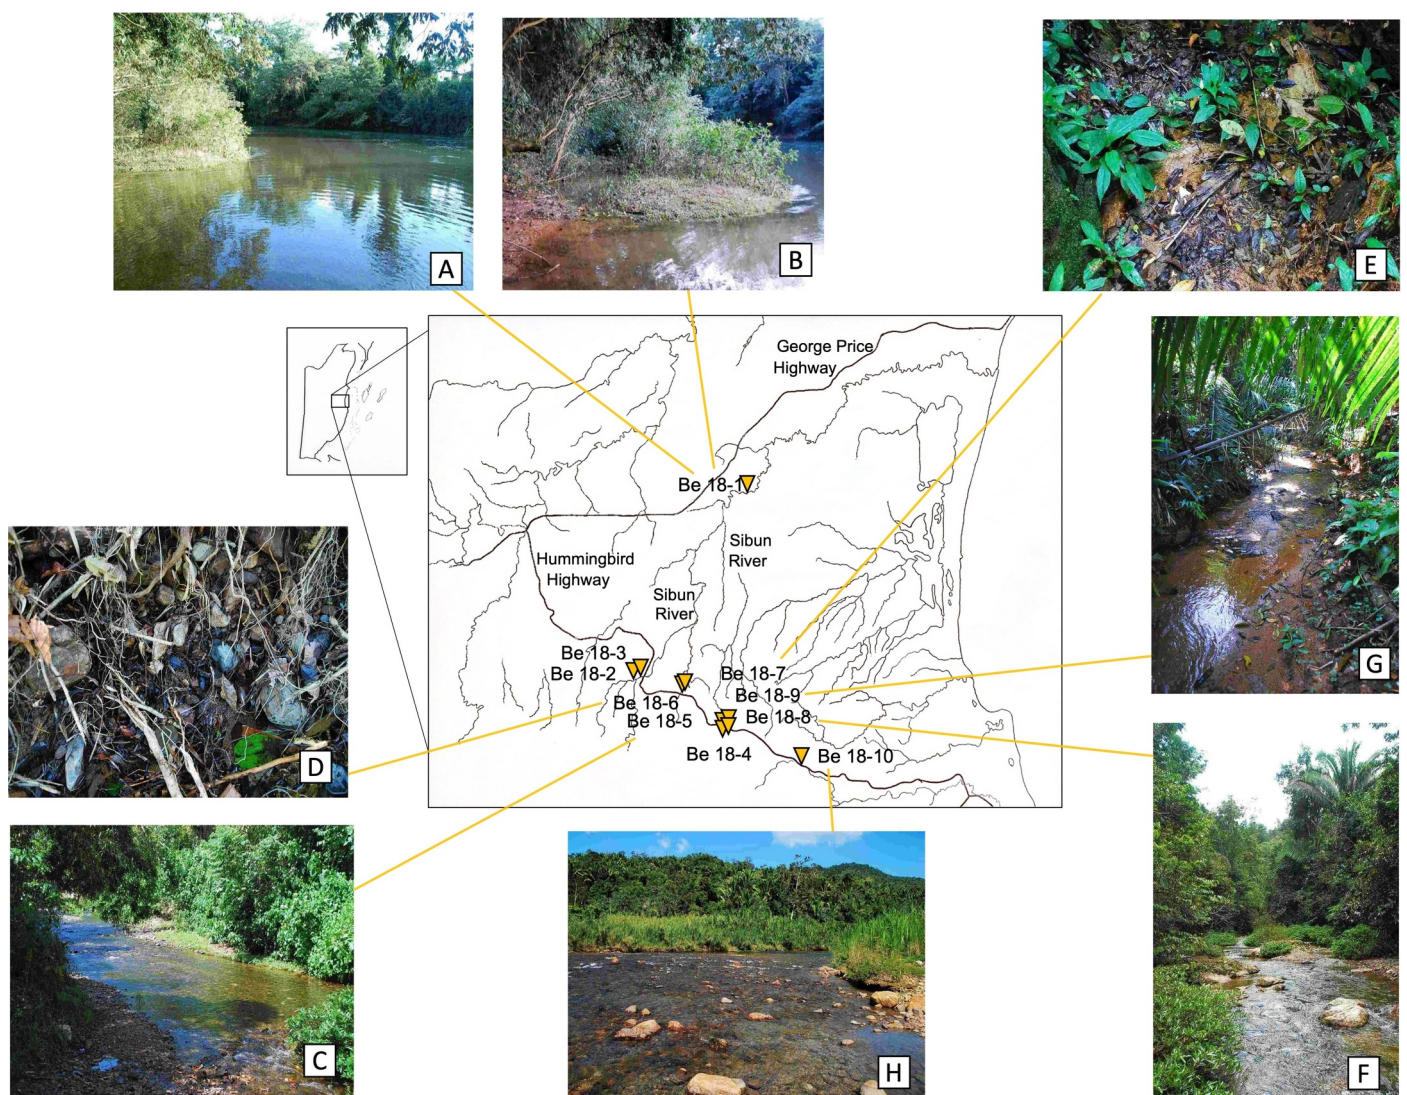 A
B
E
George Price
Highway
Be 18-1
Sibun
River
Hummingbird
Highway
Sibun
River
G
Be 18-3
Be 18-2
Be 18-7
Be 18-9
Be 18-6
Be 18-8
Be 18-5
Be 18-4
Be 18-10
D
C
H
F